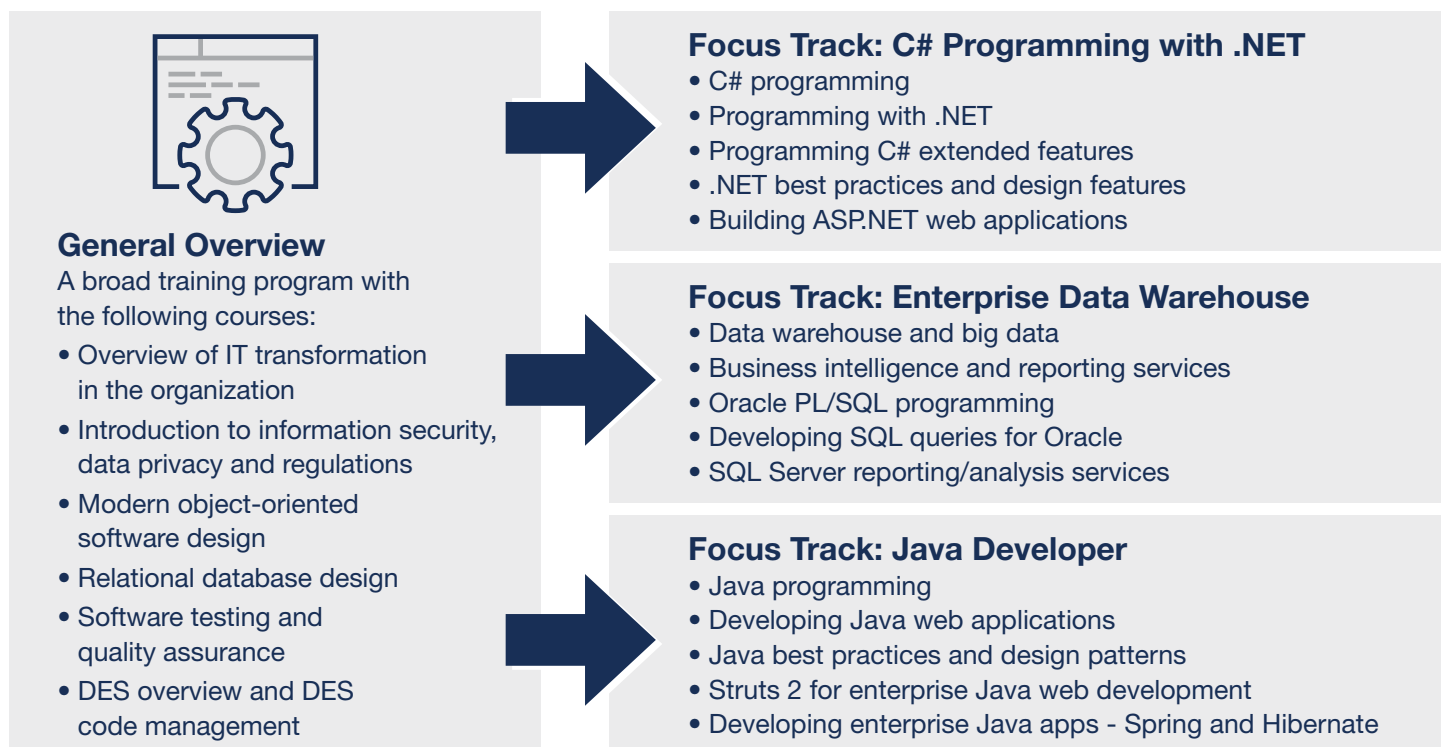 General Overview
A broad training program with
the following courses:
• Overview of IT transformation
in the organization
• Introduction to information security,
data privacy and regulations
• Modern object-oriented
software design
• Relational database design
• Software testing and
quality assurance
• DES overview and DES
code management
Focus Track: C# Programming with .NET
• C# programming
• Programming with .NET
• Programming C# extended features
• .NET best practices and design features
• Building ASP.NET web applications
Focus Track: Enterprise Data Warehouse
• Data warehouse and big data
• Business intelligence and reporting services
• Oracle PL/SQL programming
• Developing SQL queries for Oracle
• SQL Server reporting/analysis services
Focus Track: Java Developer
• Java programming
• Developing Java web applications
• Java best practices and design patterns
• Struts 2 for enterprise Java web development
• Developing enterprise Java apps - Spring and Hibernate